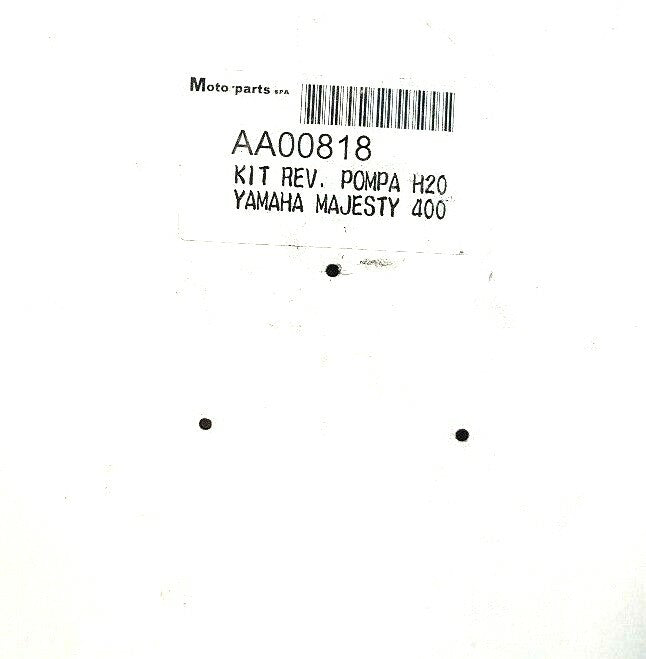 Moto parts SPA
AA00818
KIT REV. POMPA H20
YAMAHA MAJESTY 400